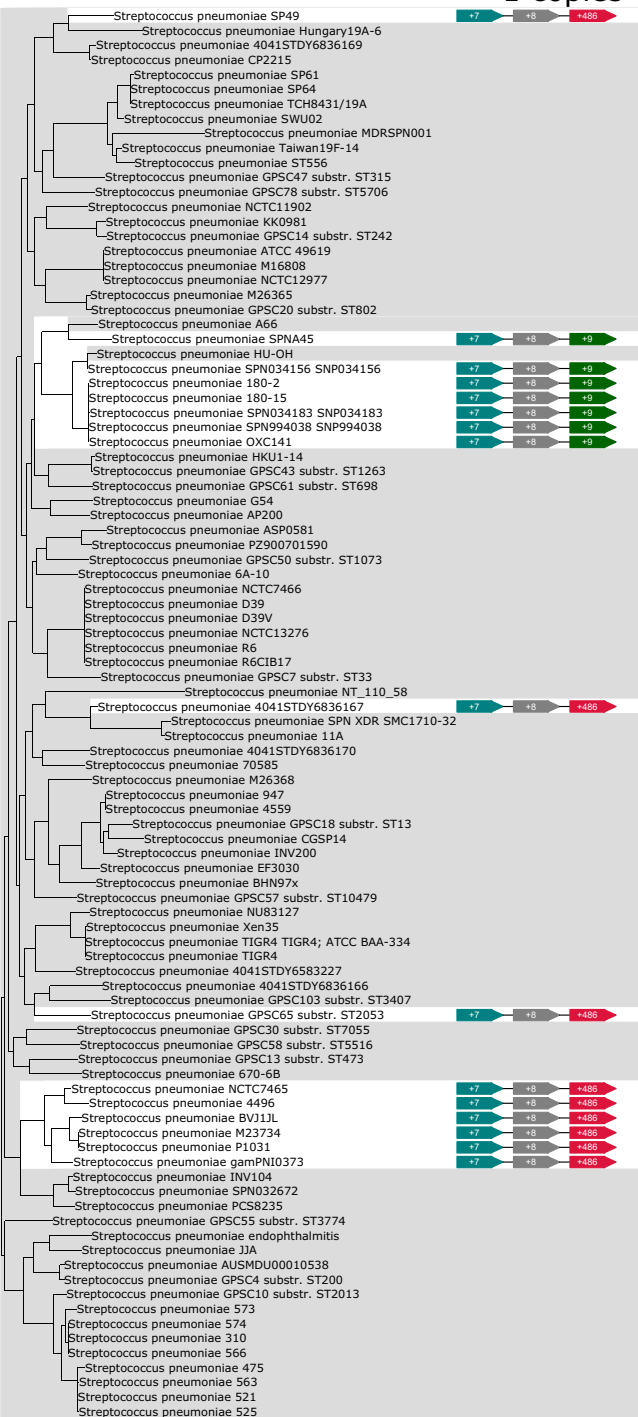 Streptococcus pneumoniae SP49 +7 +8 +486
Streptococcus pneumoniae Hungary19A-6
Streptococcus pneumoniae 4041STDY6836169
Streptococcus pneumoniae CP2215
Streptococcus pneumoniae SP61
Streptococcus pneumoniae SP64
Streptococcus pneumoniae TCH8431/19A
Streptococcus pneumoniae SWU02
Streptococcus pneumoniae MDRSPN001
Streptococcus pneumoniae Taiwan19F-14
Streptococcus pneumoniae ST556
Streptococcus pneumoniae GPSC47 substr. ST315
Streptococcus pneumoniae GPSC78 substr. ST5706
Streptococcus pneumoniae NCTC11902
Streptococcus pneumoniae KK0981
Streptococcus pneumoniae GPSC14 substr. ST242
Streptococcus pneumoniae ATCC 49619
Streptococcus pneumoniae M16808
Streptococcus pneumoniae NCTC12977
Streptococcus pneumoniae M26365
Streptococcus pneumoniae GPSC20 substr. ST802
Streptococcus pneumoniae A66
Streptococcus pneumoniae SPNA45 +7 +8 +9
Streptococcus pneumoniae HU-OH
Streptococcus pneumoniae SPN034156 SNP034156 +7 +8 +9
Streptococcus pneumoniae 180-2 +7 +8 +9
Streptococcus pneumoniae 180-15 +7 +8 +9
Streptococcus pneumoniae SPN034183 SNP034183 +7 +8 +9
Streptococcus pneumoniae SPN994038 SNP994038 +7 +8 +9
Streptococcus pneumoniae OXC141 +7 +8 +9
Streptococcus pneumoniae HKU1-14
Streptococcus pneumoniae GPSC43 substr. ST1263
Streptococcus pneumoniae GPSC61 substr. ST698
Streptococcus pneumoniae G54
Streptococcus pneumoniae AP200
Streptococcus pneumoniae ASP0581
Streptococcus pneumoniae PZ900701590
Streptococcus pneumoniae GPSC50 substr. ST1073
Streptococcus pneumoniae 6A-10
Streptococcus pneumoniae NCTC7466
Streptococcus pneumoniae D39
Streptococcus pneumoniae D39V
Streptococcus pneumoniae NCTC13276
Streptococcus pneumoniae R6
Streptococcus pneumoniae R6CIB17
Streptococcus pneumoniae GPSC7 substr. ST33
Streptococcus pneumoniae NT_110_58
Streptococcus pneumoniae 4041STDY6836167 +7 +8 +486
Streptococcus pneumoniae SPN XDR SMC1710-32
Streptococcus pneumoniae 11A
Streptococcus pneumoniae 4041STDY6836170
Streptococcus pneumoniae 70585
Streptococcus pneumoniae M26368
Streptococcus pneumoniae 947
Streptococcus pneumoniae 4559
Streptococcus pneumoniae GPSC18 substr. ST13
Streptococcus pneumoniae CGSP14
Streptococcus pneumoniae INV200
Streptococcus pneumoniae EF3030
Streptococcus pneumoniae BHN97x
Streptococcus pneumoniae GPSC57 substr. ST10479
Streptococcus pneumoniae NU83127
Streptococcus pneumoniae Xen35
Streptococcus pneumoniae TIGR4 TIGR4; ATCC BAA-334
Streptococcus pneumoniae TIGR4
Streptococcus pneumoniae 4041STDY6583227
Streptococcus pneumoniae 4041STDY6836166
Streptococcus pneumoniae GPSC103 substr. ST3407
Streptococcus pneumoniae GPSC65 substr. ST2053 +7 +8 +486
Streptococcus pneumoniae GPSC30 substr. ST7055
Streptococcus pneumoniae GPSC58 substr. ST5516
Streptococcus pneumoniae GPSC13 substr. ST473
Streptococcus pneumoniae 670-6B
Streptococcus pneumoniae NCTC7465 +7 +8 +486
Streptococcus pneumoniae 4496 +7 +8 +486
Streptococcus pneumoniae BVJ1JL +7 +8 +486
Streptococcus pneumoniae M23734 +7 +8 +486
Streptococcus pneumoniae P1031 +7 +8 +486
Streptococcus pneumoniae gamPNI0373 +7 +8 +486
Streptococcus pneumoniae INV104
Streptococcus pneumoniae SPN032672
Streptococcus pneumoniae PCS8235
Streptococcus pneumoniae GPSC55 substr. ST3774
Streptococcus pneumoniae endophthalmitis
Streptococcus pneumoniae JJA
Streptococcus pneumoniae AUSMDU00010538
Streptococcus pneumoniae GPSC4 substr. ST200
Streptococcus pneumoniae GPSC10 substr. ST2013
Streptococcus pneumoniae 573
Streptococcus pneumoniae 574
Streptococcus pneumoniae 310
Streptococcus pneumoniae 566
Streptococcus pneumoniae 475
Streptococcus pneumoniae 563
Streptococcus pneumoniae 521
Streptococcus pneumoniae 525